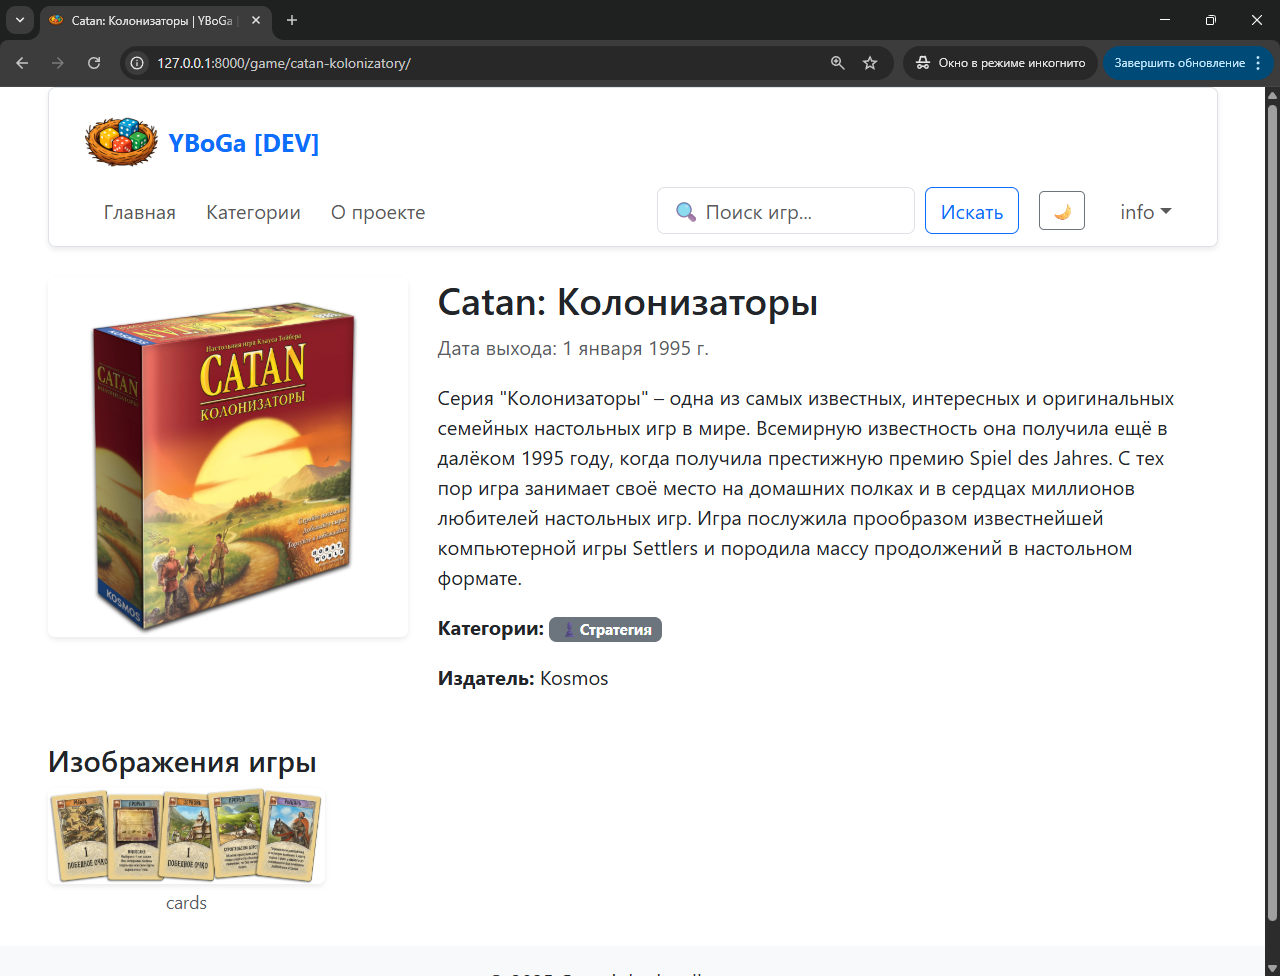 Catan: Колонизаторы | YBoGa
127.0.0.1:8000/game/catan-kolonizatory/
Окно в режиме инкогнито
Завершить обновление
YBoGa [DEV]
Главная
Категории
О проекте
Поиск игр...
Искать
info
Настольная игра Клауса Тойбера
CATAN
КОЛОНИЗАТОРЫ
CATAN
KOSMOS
KOSMOS
HOBBY
WORLD
Catan: Колонизаторы
Дата выхода: 1 января 1995 г.
Серия "Колонизаторы" – одна из самых известных, интересных и оригинальных
семейных настольных игр в мире. Всемирную известность она получила ещё в
далёком 1995 году, когда получила престижную премию Spiel des Jahres. С тех
пор игра занимает своё место на домашних полках и в сердцах миллионов
любителей настольных игр. Игра послужила прообразом известнейшей
компьютерной игры Settlers и породила массу продолжений в настольном
формате.
Категории: Стратегия
Издатель: Kosmos
Изображения игры
1
ПОБЕДНОЕ ОЧКО
1
ПОБЕДНОЕ ОЧКО
cards